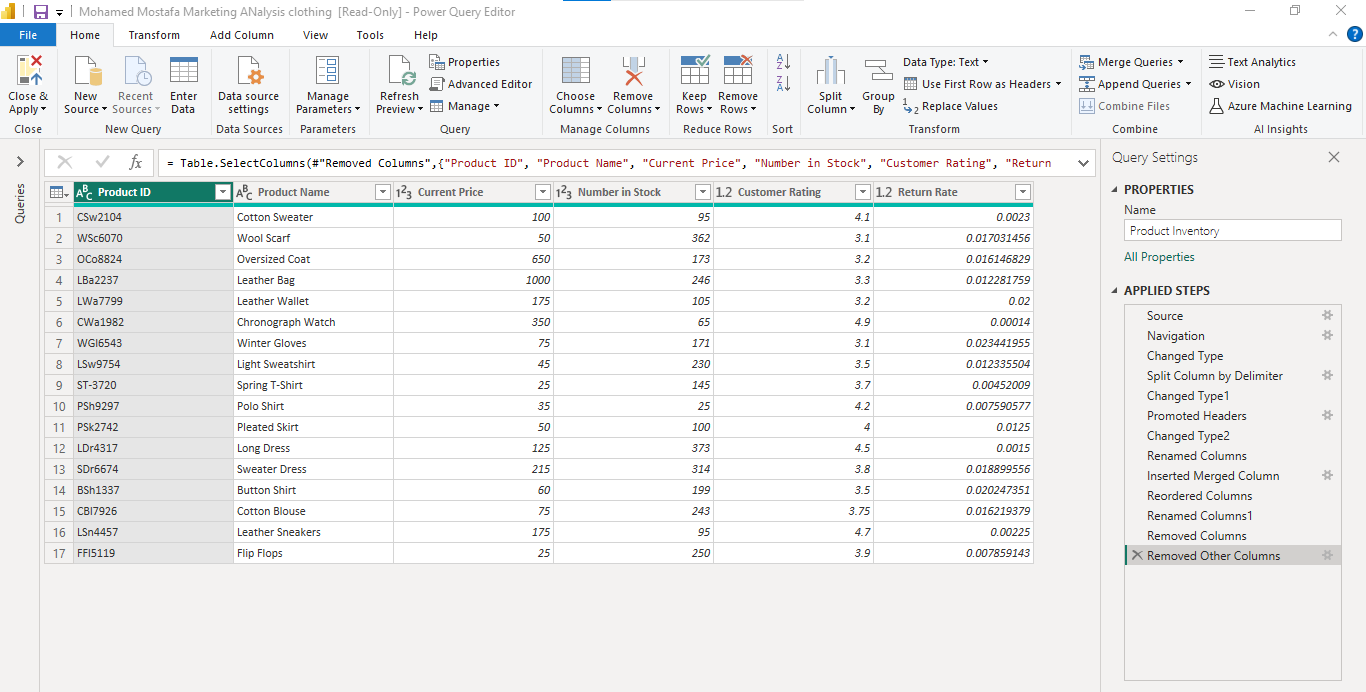 Mohamed Mostafa Marketing ANalysis clothing [Read-Only] - Power Query Editor
File Home Transform Add Column View Tools Help
Close & Apply
Close
New Source
Recent Sources
Enter Data
New Query
Data source settings
Data Sources
Manage Parameters
Parameters
Refresh Preview
Properties
Advanced Editor
Manage
Query
Choose Columns
Remove Columns
Manage Columns
Keep Rows
Remove Rows
Reduce Rows
Sort
Split Column
Group By
Data Type: Text
Use First Row as Headers
Replace Values
Transform
Merge Queries
Append Queries
Combine Files
Combine
Text Analytics
Vision
Azure Machine Learning
AI Insights
Queries
fx
= Table.SelectColumns(#"Removed Columns",{"Product ID", "Product Name", "Current Price", "Number in Stock", "Customer Rating", "Return
ABC Product ID ABC Product Name 123 Current Price 123 Number in Stock 1.2 Customer Rating 1.2 Return Rate
1 CSw2104 Cotton Sweater 100 95 4.1 0.0023
2 WSc6070 Wool Scarf 50 362 3.1 0.017031456
3 OCo8824 Oversized Coat 650 173 3.2 0.016146829
4 LBa2237 Leather Bag 1000 246 3.3 0.012281759
5 LWa7799 Leather Wallet 175 105 3.2 0.02
6 CWa1982 Chronograph Watch 350 65 4.9 0.00014
7 WGl6543 Winter Gloves 75 171 3.1 0.023441955
8 LSw9754 Light Sweatshirt 45 230 3.5 0.012335504
9 ST-3720 Spring T-Shirt 25 145 3.7 0.00452009
10 PSh9297 Polo Shirt 35 25 4.2 0.007590577
11 PSk2742 Pleated Skirt 50 100 4 0.0125
12 LDr4317 Long Dress 125 373 4.5 0.0015
13 SDr6674 Sweater Dress 215 314 3.8 0.018899556
14 BSh1337 Button Shirt 60 199 3.5 0.020247351
15 CBl7926 Cotton Blouse 75 243 3.75 0.016219379
16 LSn4457 Leather Sneakers 175 95 4.7 0.00225
17 FFl5119 Flip Flops 25 250 3.9 0.007859143
Query Settings
PROPERTIES
Name
Product Inventory
All Properties
APPLIED STEPS
Source
Navigation
Changed Type
Split Column by Delimiter
Changed Type1
Promoted Headers
Changed Type2
Renamed Columns
Inserted Merged Column
Reordered Columns
Renamed Columns1
Removed Columns
Removed Other Columns